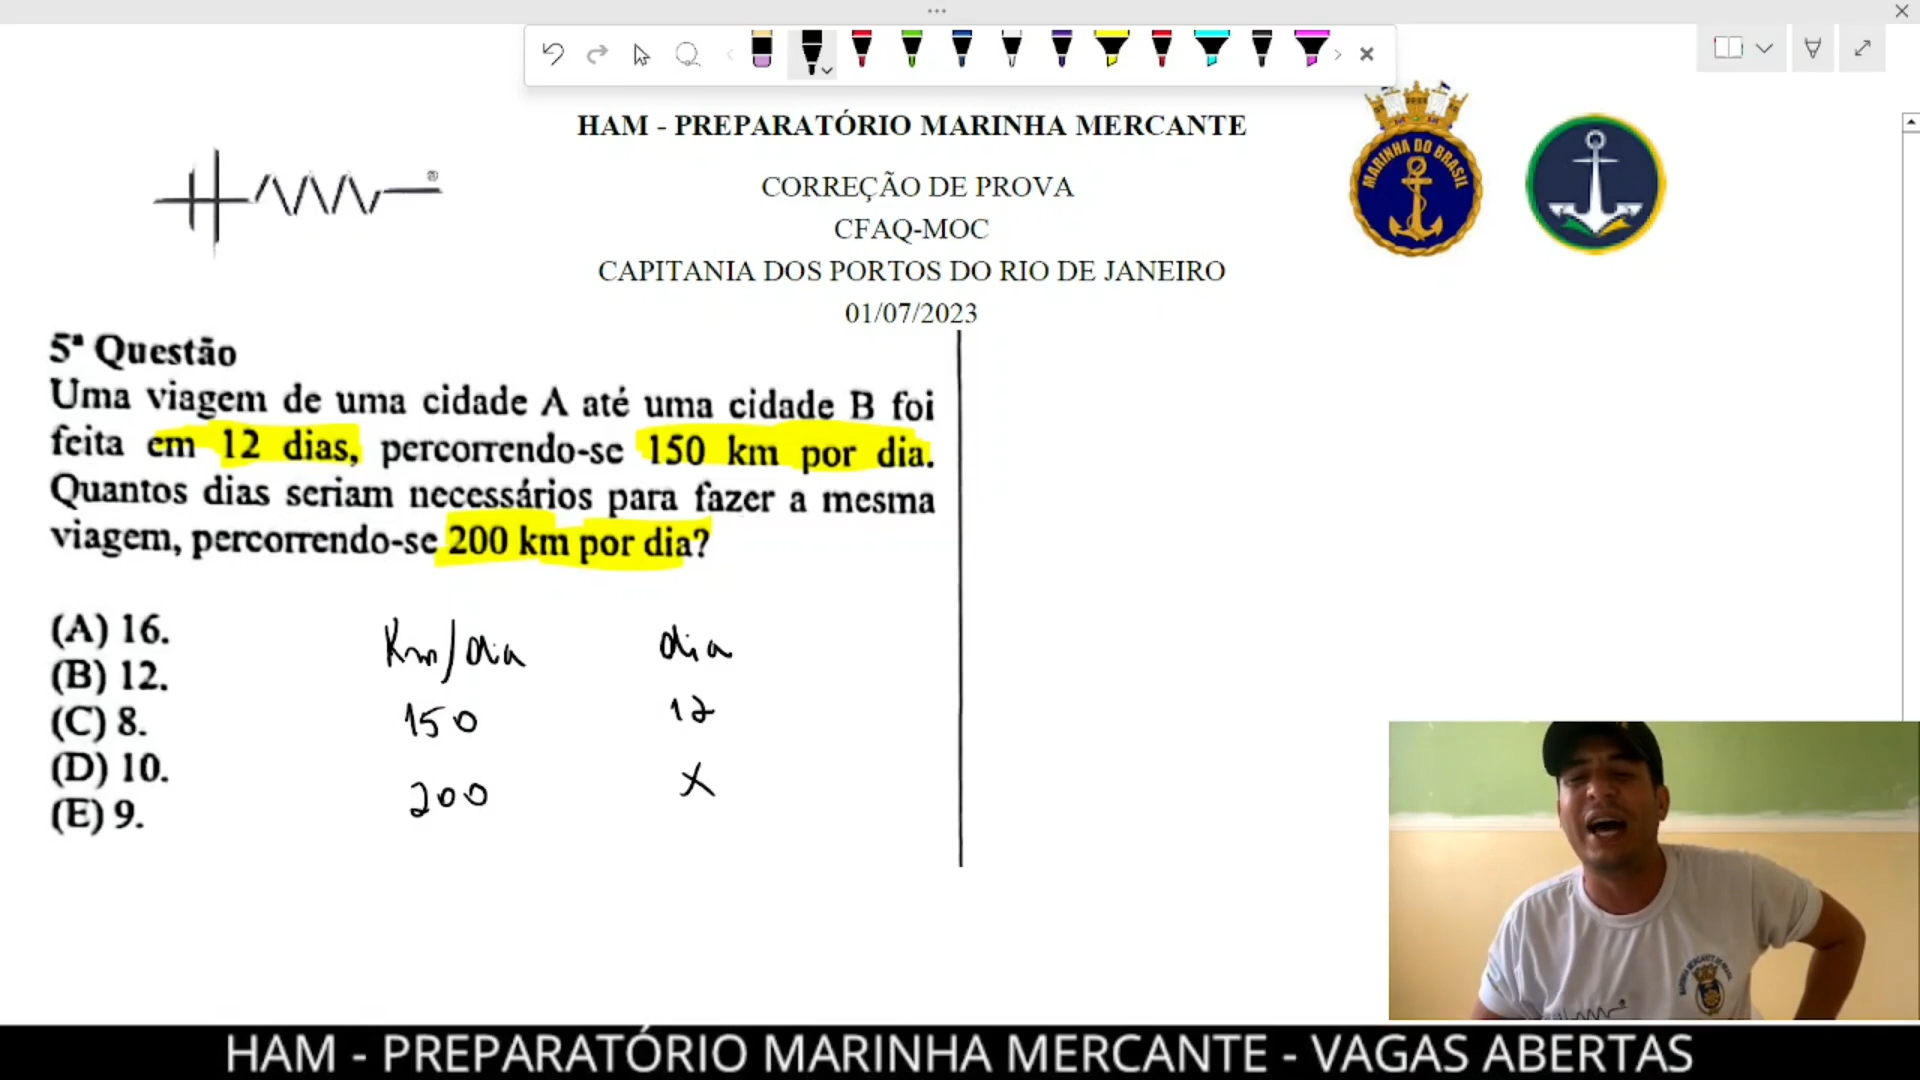 HAM - PREPARATÓRIO MARINHA MERCANTE
CORREÇÃO DE PROVA
CFAQ-MOC
CAPITANIA DOS PORTOS DO RIO DE JANEIRO
01/07/2023
MARINHA DO BRASIL
5ª Questão
Uma viagem de uma cidade A até uma cidade B foi
feita em 12 dias, percorrendo-se 150 km por dia.
Quantos dias seriam necessários para fazer a mesma
viagem, percorrendo-se 200 km por dia?
(A) 16.
(B) 12.
(C) 8.
(D) 10.
(E) 9.
Km/dia dia
150 12
200 X
HAM - PREPARATÓRIO MARINHA MERCANTE - VAGAS ABERTAS